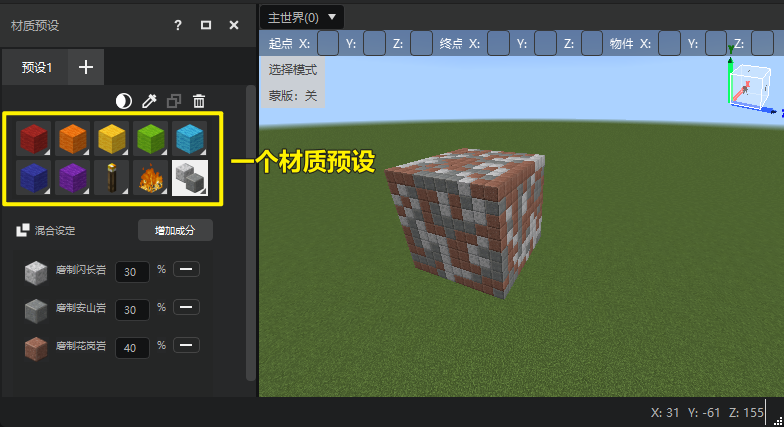 材质预设
?
主世界(0)
起点 X: Y: Z: 终点 X: Y: Z: 物件 X: Y: Z:
预设1
选择模式
蒙版：关
Y
Z
一个材质预设
混合设定
增加成分
磨制闪长岩 30 %
磨制安山岩 30 %
磨制花岗岩 40 %
X: 31 Y: -61 Z: 155